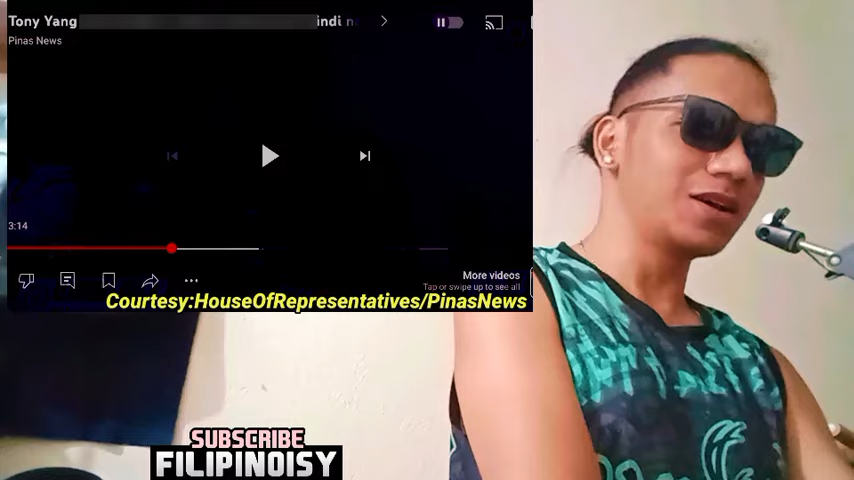 Tony Yang indi n
Pinas News
3:14
More videos
Tap or swipe up to see all
Courtesy:HouseOfRepresentatives/PinasNews
SUBSCRIBE
FILIPINOISY